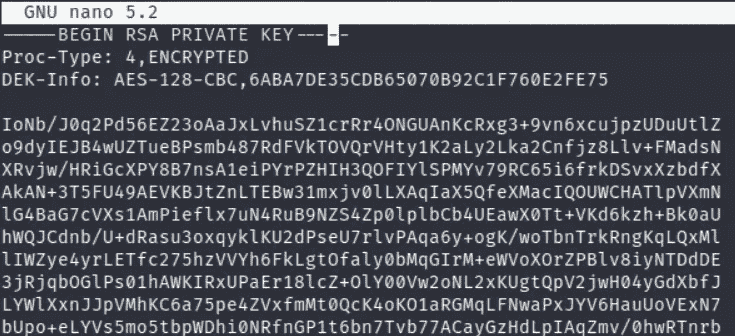 GNU nano 5.2
-----BEGIN RSA PRIVATE KEY-----
Proc-Type: 4,ENCRYPTED
DEK-Info: AES-128-CBC,6ABA7DE35CDB65070B92C1F760E2FE75
IoNb/J0q2Pd56EZ23oAaJxLvhuSZ1crRr4ONGUAnKcRxg3+9vn6xcujpzUDuUtlZ
o9dyIEJB4wUZTueBPsmb487RdFVkTOVQrVHty1K2aLy2Lka2Cnfjz8Llv+FMadsN
XRvjw/HRiGcXPY8B7nsA1eiPYrPZHIH3QOFIYlSPMYv79RC65i6frkDSvxXzbdfX
AkAN+3T5FU49AEVKBJtZnLTEBw31mxjv0lLXAqIaX5QfeXMacIQOUWCHATlpVXmN
lG4BaG7cVXs1AmPieflx7uN4RuB9NZS4Zp0lplbCb4UEawX0Tt+VKd6kzh+Bk0aU
hWQJCdnb/U+dRasu3oxqyklKU2dPseU7rlvPAqa6y+ogK/woTbnTrkRngKqLQxMl
lIWZye4yrLETfc275hzVVYh6FkLgtOfaly0bMqGIrM+eWVoXOrZPBlv8iyNTDdDE
3jRjqbOGlPs01hAWKIRxUPaEr18lcZ+OlY00Vw2oNL2xKUgtQpV2jwH04yGdXbfJ
LYWlXxnJJpVMhKC6a75pe4ZVxfmMt0QcK4oKO1aRGMqLFNwaPxJYV6HauUoVExN7
bUpo+eLYVs5mo5tbpWDhi0NRfnGP1t6bn7Tvb77ACayGzHdLpIAqZmv/0hwRTnrb